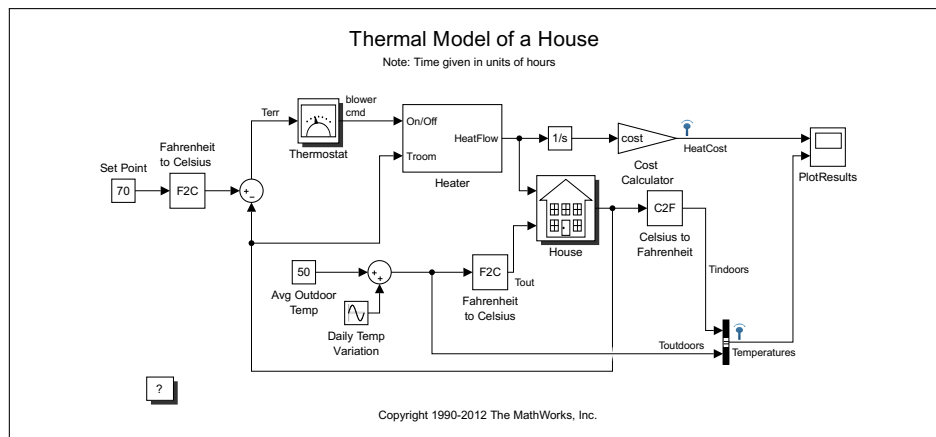 Thermal Model of a House
Note: Time given in units of hours
Terr
blower
cmd
On/Off
HeatFlow
Troom
Heater
Thermostat
1/s
cost
HeatCost
Cost
Calculator
PlotResults
Set Point
70
Fahrenheit
to Celsius
F2C
+
−
House
C2F
Celsius to
Fahrenheit
Tindoors
50
Avg Outdoor
Temp
+
+
F2C
Tout
Fahrenheit
to Celsius
Daily Temp
Variation
Toutdoors
Temperatures
?
Copyright 1990-2012 The MathWorks, Inc.